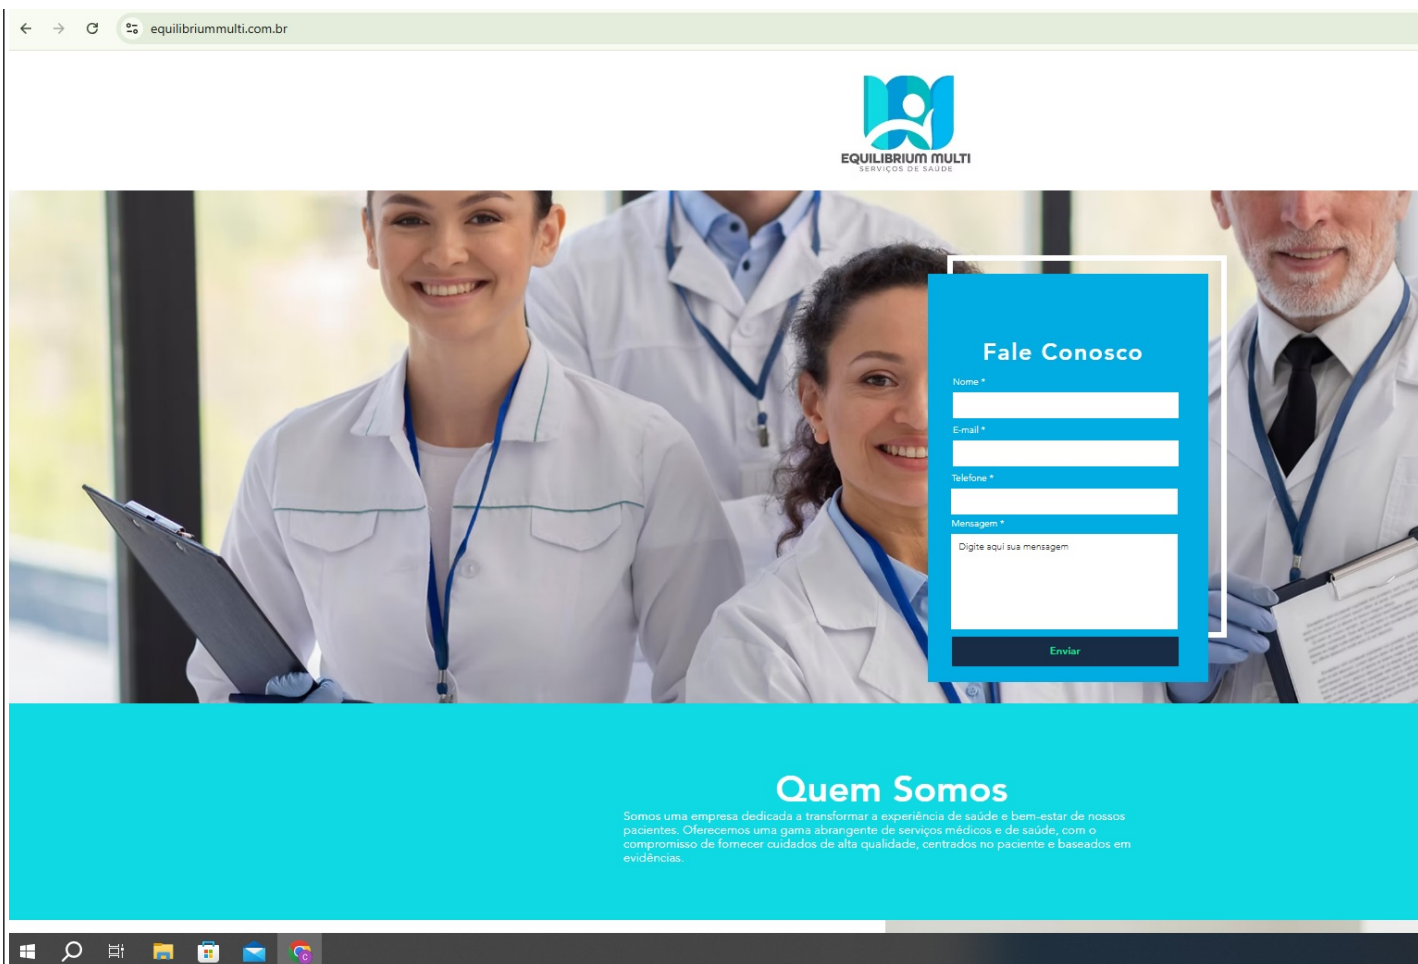 equilibriummulti.com.br
EQUILIBRIUM MULTI
SERVIÇOS DE SAÚDE
Fale Conosco
Nome *
E-mail *
Telefone *
Mensagem *
Digite aqui sua mensagem
Enviar
Quem Somos
Somos uma empresa dedicada a transformar a experiência de saúde e bem-estar de nossos
pacientes. Oferecemos uma gama abrangente de serviços médicos e de saúde, com o
compromisso de fornecer cuidados de alta qualidade, centrados no paciente e baseados em
evidências.